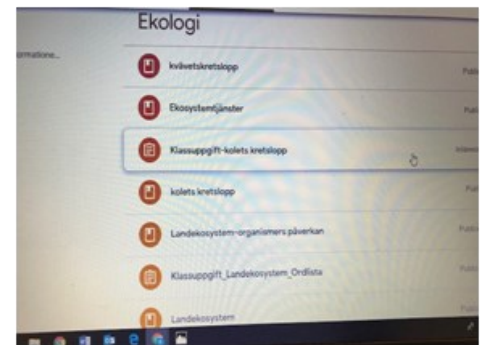 Ekologi
kvävetskretslopp
Ekosystemtjänster
Klassuppgift-kolets kretslopp
kolets kretslopp
Landekosystem-organismers påverkan
Klassuppgift_Landekosystem_Ordlista
Landekosystem